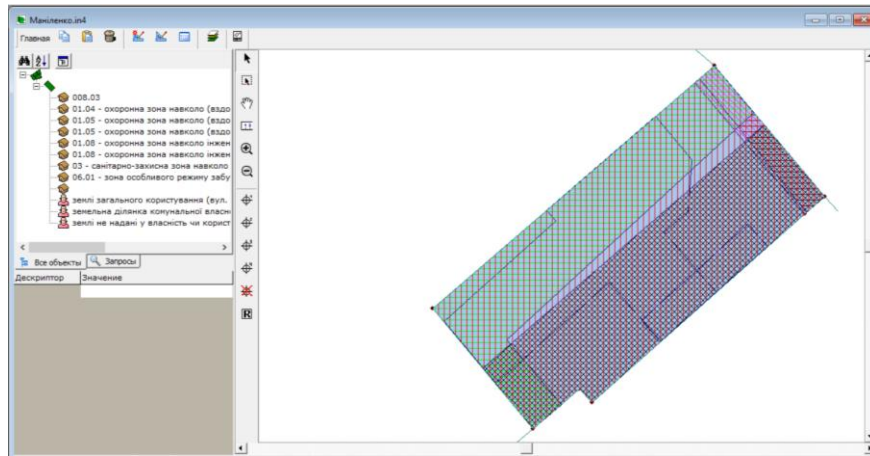 Маніленко.in4
Главная
008.03
01.04 - охоронна зона навколо (вздо
01.05 - охоронна зона навколо (вздо
01.05 - охоронна зона навколо (вздо
01.08 - охоронна зона навколо інжен
01.08 - охоронна зона навколо інжен
03 - санітарно-захисна зона навколо
06.01 - зона особливого режиму забу
землі загального користування (вул.
земельна ділянка комунальної власн
землі не надані у власність чи корист
Все объекты Запросы
Дескриптор Значение
R